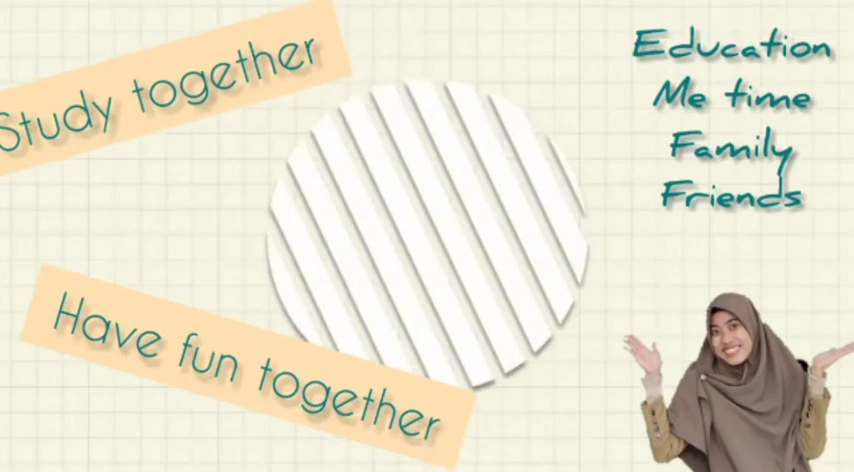 Study together
Have fun together
Education
Me time
Family
Friends